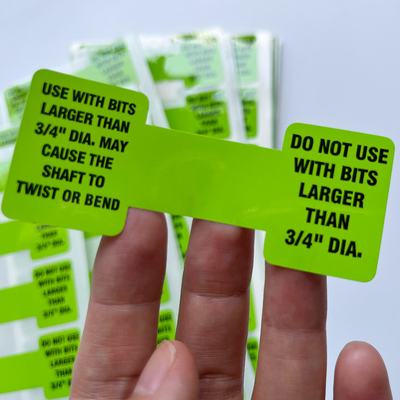 USE WITH BITS
LARGER THAN
3/4" DIA. MAY
CAUSE THE
SHAFT TO
TWIST OR BEND
DO NOT USE
WITH BITS
LARGER
THAN
3/4" DIA.